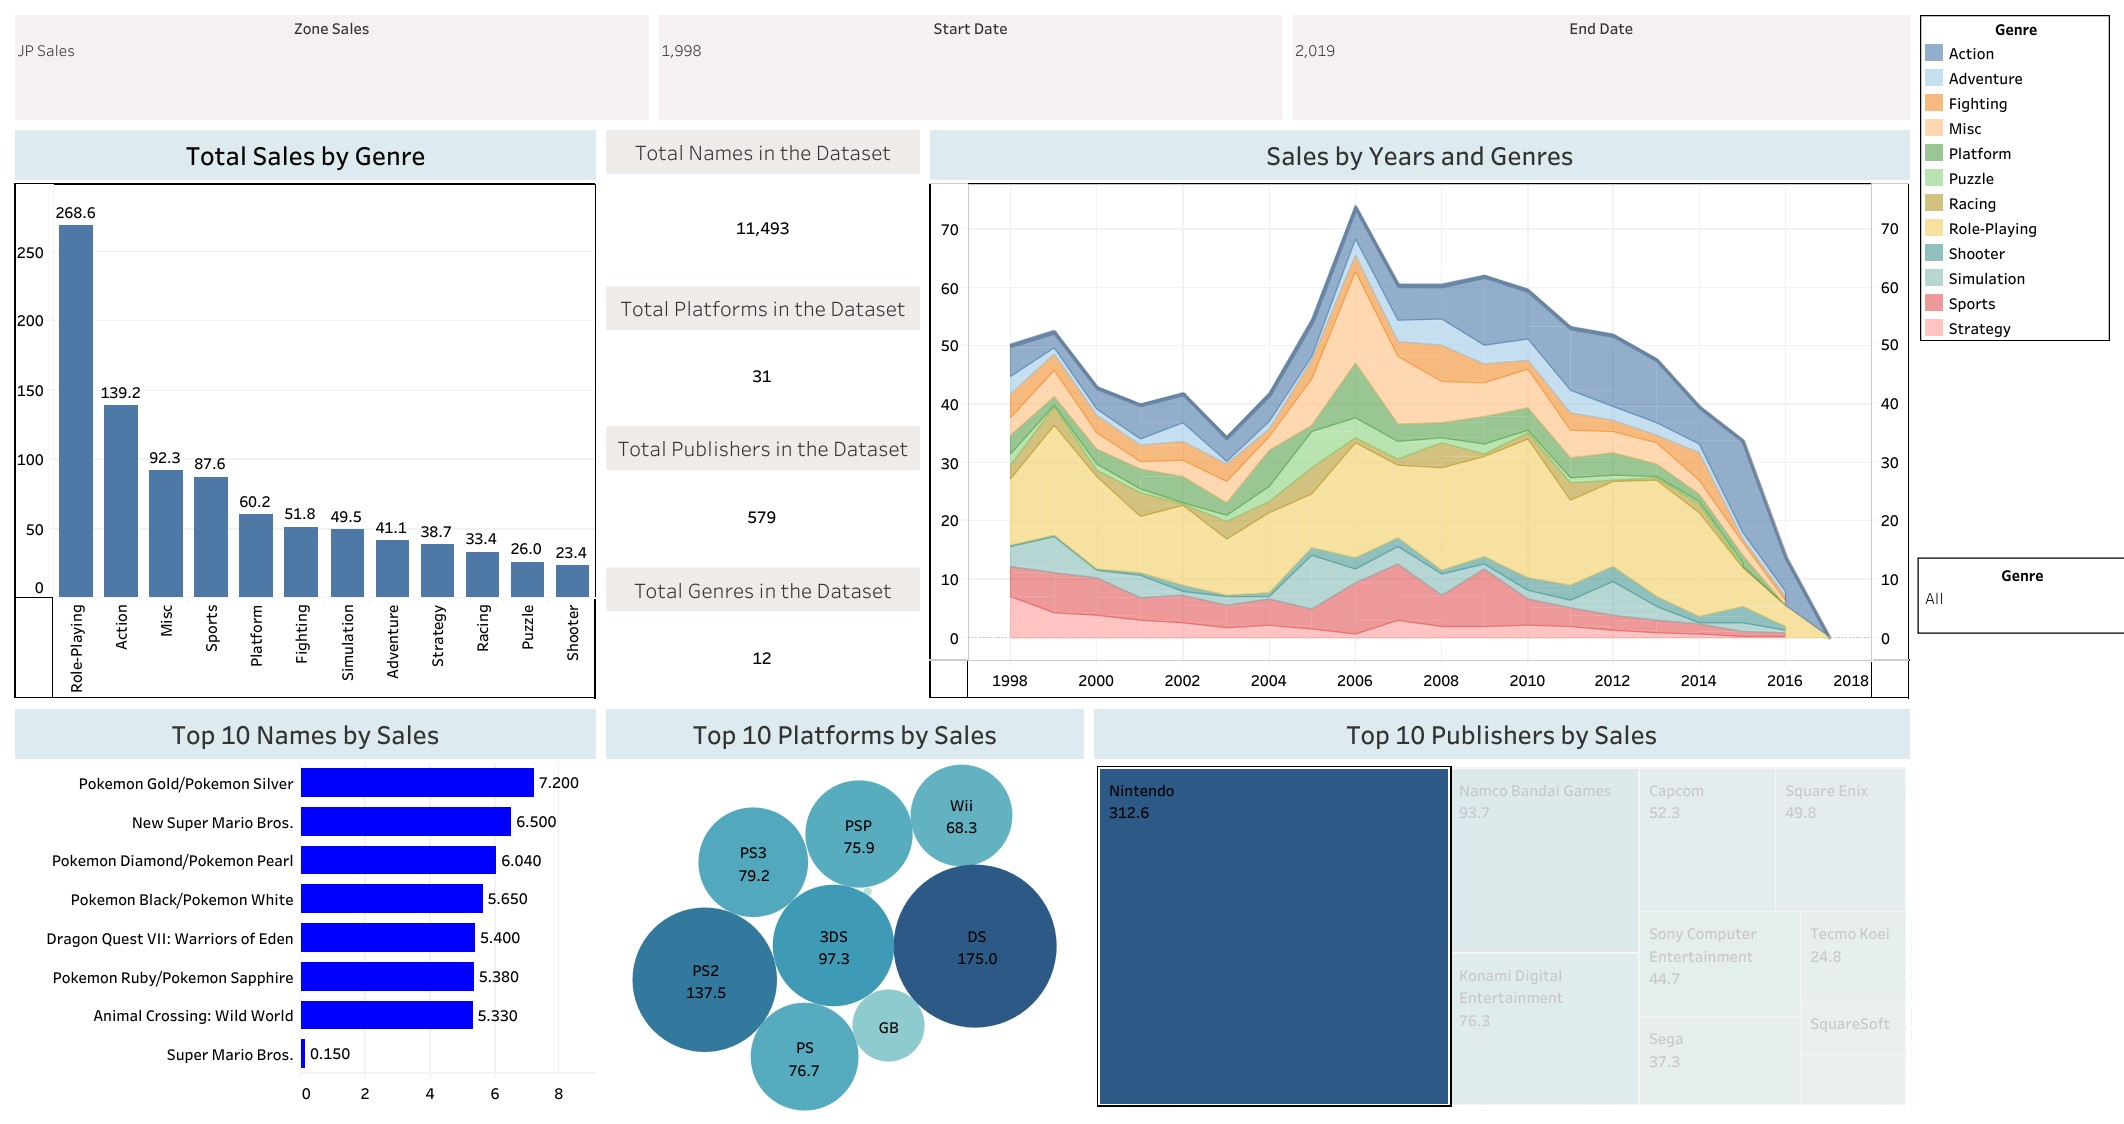 Zone Sales
JP Sales
Start Date
1,998
End Date
2,019
Genre
Action
Adventure
Fighting
Misc
Platform
Puzzle
Racing
Role-Playing
Shooter
Simulation
Sports
Strategy
Total Sales by Genre
268.6
139.2
92.3
87.6
60.2
51.8
49.5
41.1
38.7
33.4
26.0
23.4
250
200
150
100
50
0
Role-Playing
Action
Misc
Sports
Platform
Fighting
Simulation
Adventure
Strategy
Racing
Puzzle
Shooter
Total Names in the Dataset
11,493
Total Platforms in the Dataset
31
Total Publishers in the Dataset
579
Total Genres in the Dataset
12
Sales by Years and Genres
70
60
50
40
30
20
10
0
70
60
50
40
30
20
10
0
1998 2000 2002 2004 2006 2008 2010 2012 2014 2016 2018
Genre
All
Top 10 Names by Sales
Pokemon Gold/Pokemon Silver 7.200
New Super Mario Bros. 6.500
Pokemon Diamond/Pokemon Pearl 6.040
Pokemon Black/Pokemon White 5.650
Dragon Quest VII: Warriors of Eden 5.400
Pokemon Ruby/Pokemon Sapphire 5.380
Animal Crossing: Wild World 5.330
Super Mario Bros. 0.150
0 2 4 6 8
Top 10 Platforms by Sales
Wii
68.3
PSP
75.9
PS3
79.2
3DS
97.3
DS
175.0
PS2
137.5
GB
PS
76.7
Top 10 Publishers by Sales
Nintendo
312.6
Namco Bandai Games
93.7
Konami Digital
Entertainment
76.3
Capcom
52.3
Square Enix
49.8
Sony Computer
Entertainment
44.7
Tecmo Koei
24.8
Sega
37.3
SquareSoft